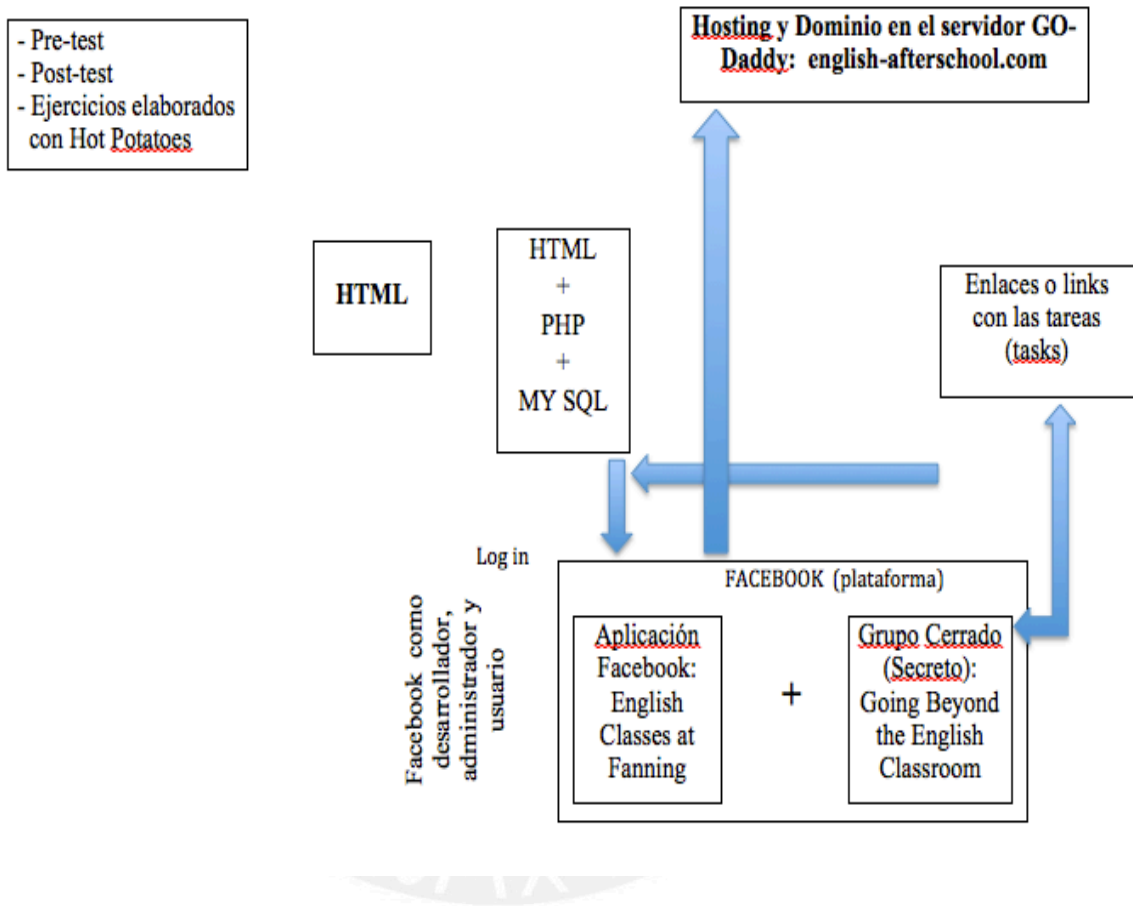 - Pre-test
- Post-test
- Ejercicios elaborados
con Hot Potatoes
Hosting y Dominio en el servidor GO-
Daddy: english-afterschool.com
HTML
HTML
+
PHP
+
MY SQL
Enlaces o links
con las tareas
(tasks)
Log in
Facebook como
desarrollador,
administrador y
usuario
FACEBOOK (plataforma)
Aplicación
Facebook:
English
Classes at
Fanning
+
Grupo Cerrado
(Secreto):
Going Beyond
the English
Classroom